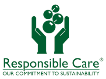 Responsible Care®
OUR COMMITMENT TO SUSTAINABILITY